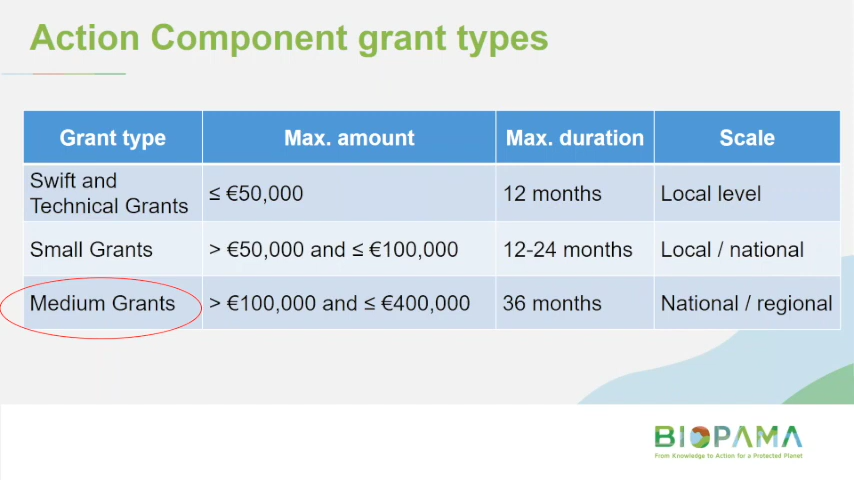 Action Component grant types
Grant type Max. amount Max. duration Scale
Swift and
Technical Grants ≤ €50,000 12 months Local level
Small Grants > €50,000 and ≤ €100,000 12-24 months Local / national
Medium Grants > €100,000 and ≤ €400,000 36 months National / regional
BIOPAMA
From Knowledge to Action for a Protected Planet